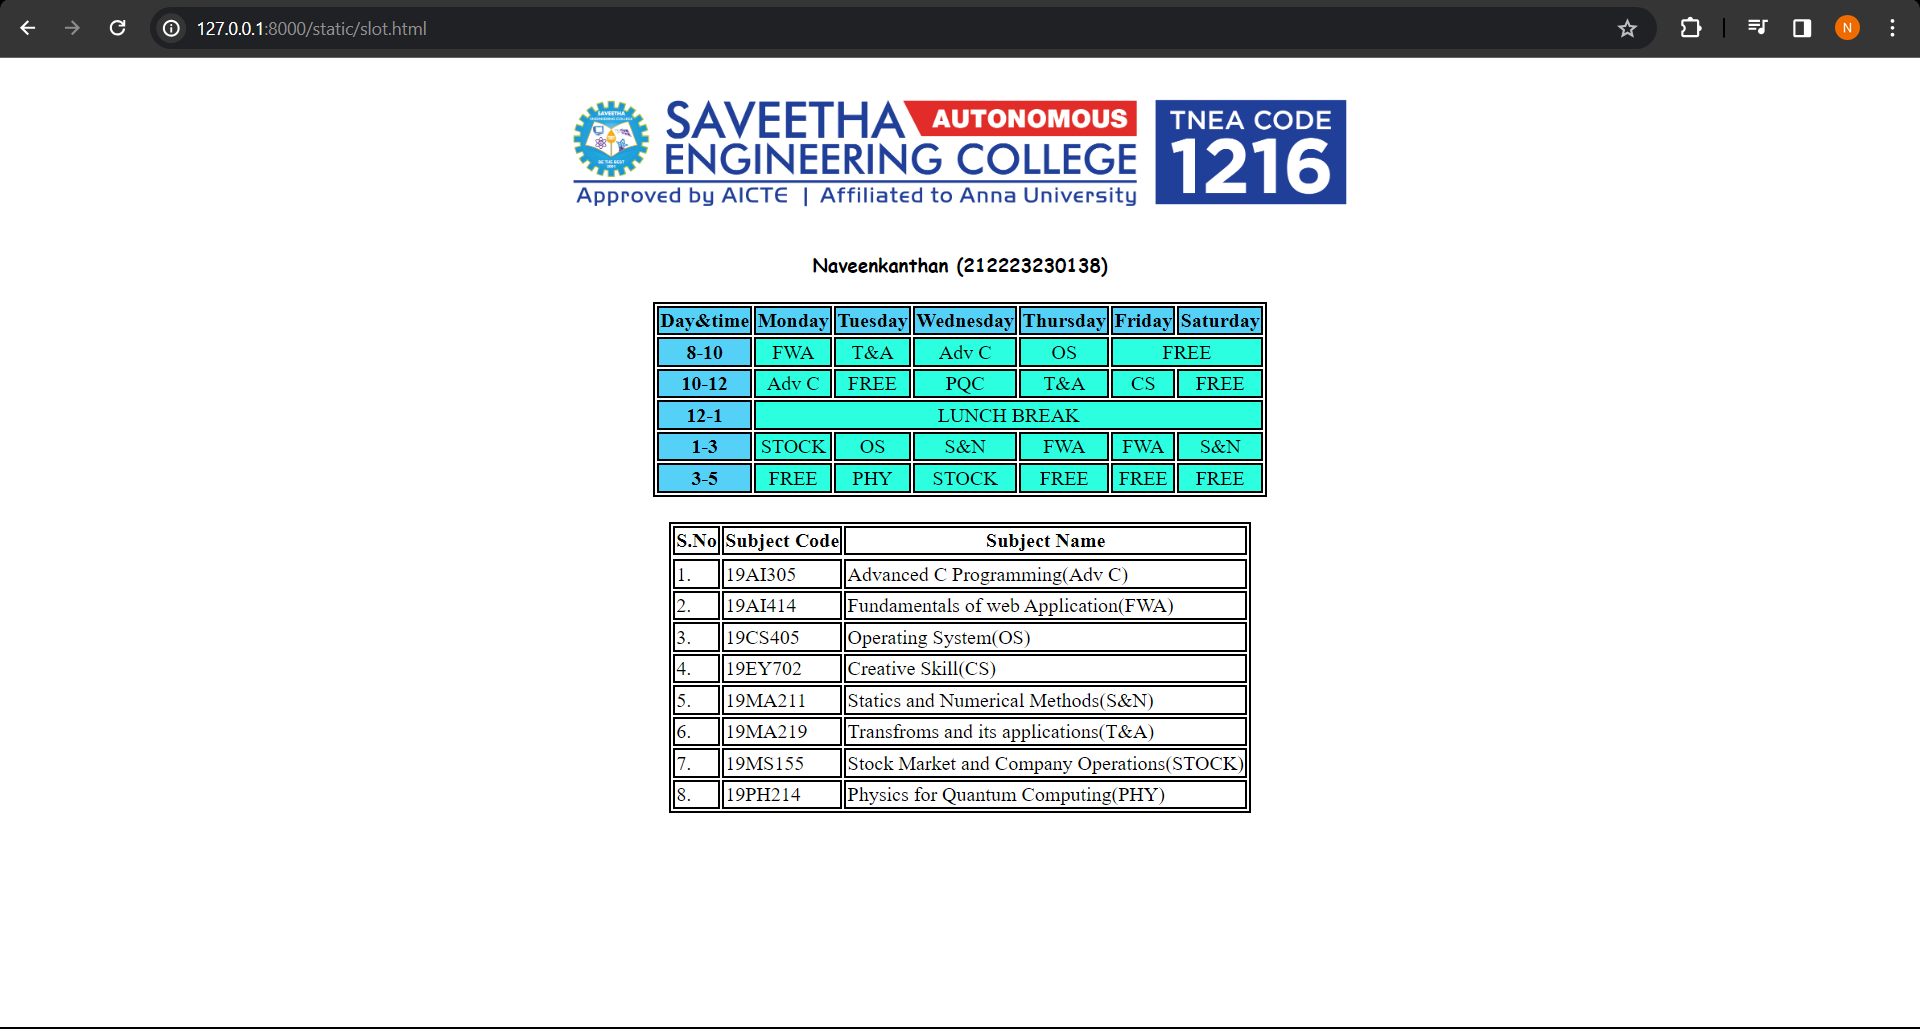 127.0.0.1:8000/static/slot.html
N
SAVEETHA AUTONOMOUS
ENGINEERING COLLEGE
Approved by AICTE | Affiliated to Anna University
TNEA CODE
1216
SAVEETHA
ENGINEERING COLLEGE
BE THE BEST
Naveenkanthan (212223230138)
Day&time Monday Tuesday Wednesday Thursday Friday Saturday
8-10 FWA T&A Adv C OS FREE
10-12 Adv C FREE PQC T&A CS FREE
12-1 LUNCH BREAK
1-3 STOCK OS S&N FWA FWA S&N
3-5 FREE PHY STOCK FREE FREE FREE
S.No Subject Code Subject Name
1. 19AI305 Advanced C Programming(Adv C)
2. 19AI414 Fundamentals of web Application(FWA)
3. 19CS405 Operating System(OS)
4. 19EY702 Creative Skill(CS)
5. 19MA211 Statics and Numerical Methods(S&N)
6. 19MA219 Transfroms and its applications(T&A)
7. 19MS155 Stock Market and Company Operations(STOCK)
8. 19PH214 Physics for Quantum Computing(PHY)